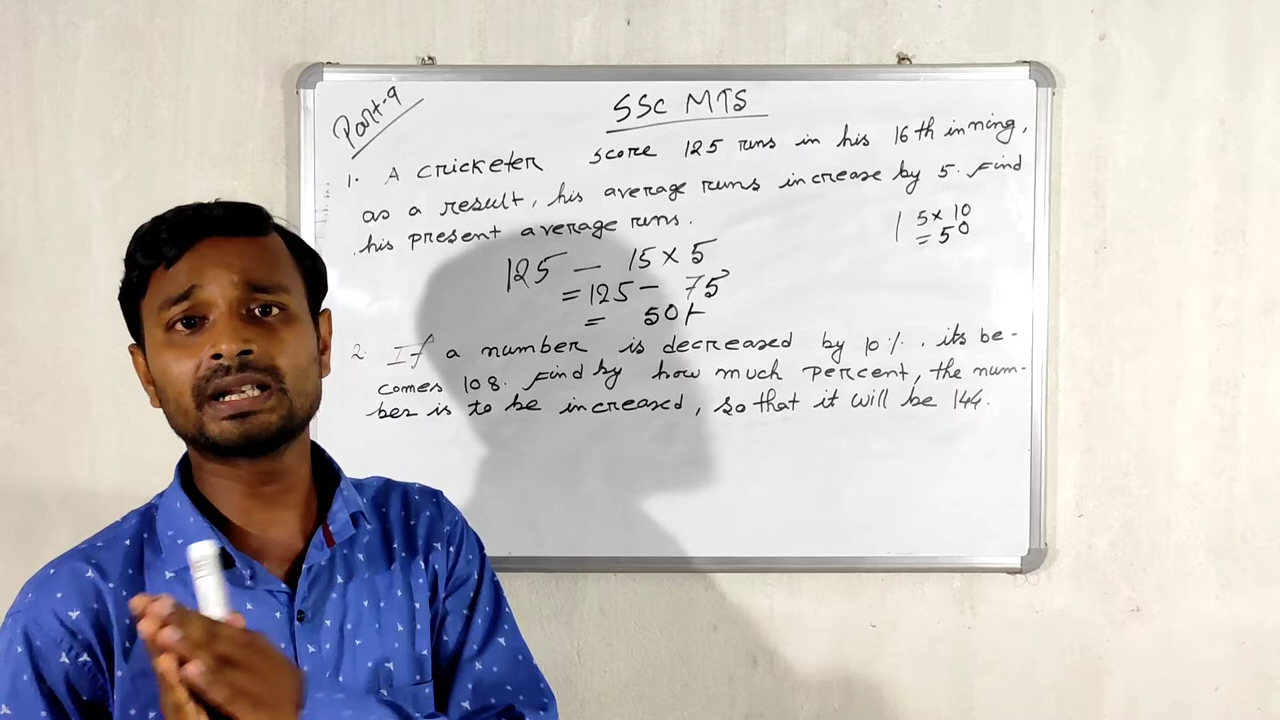 Part-9
SSC MTS
1. A cricketer score 125 runs in his 16th inning,
as a result, his average runs increase by 5. Find
his present average runs.
5 × 10
= 50
125 — 15 × 5
= 125 — 75
= 50
2. If a number is decreased by 10%, its be-
comes 108. Find by how much percent, the num-
ber is to be increased, so that it will be 144.